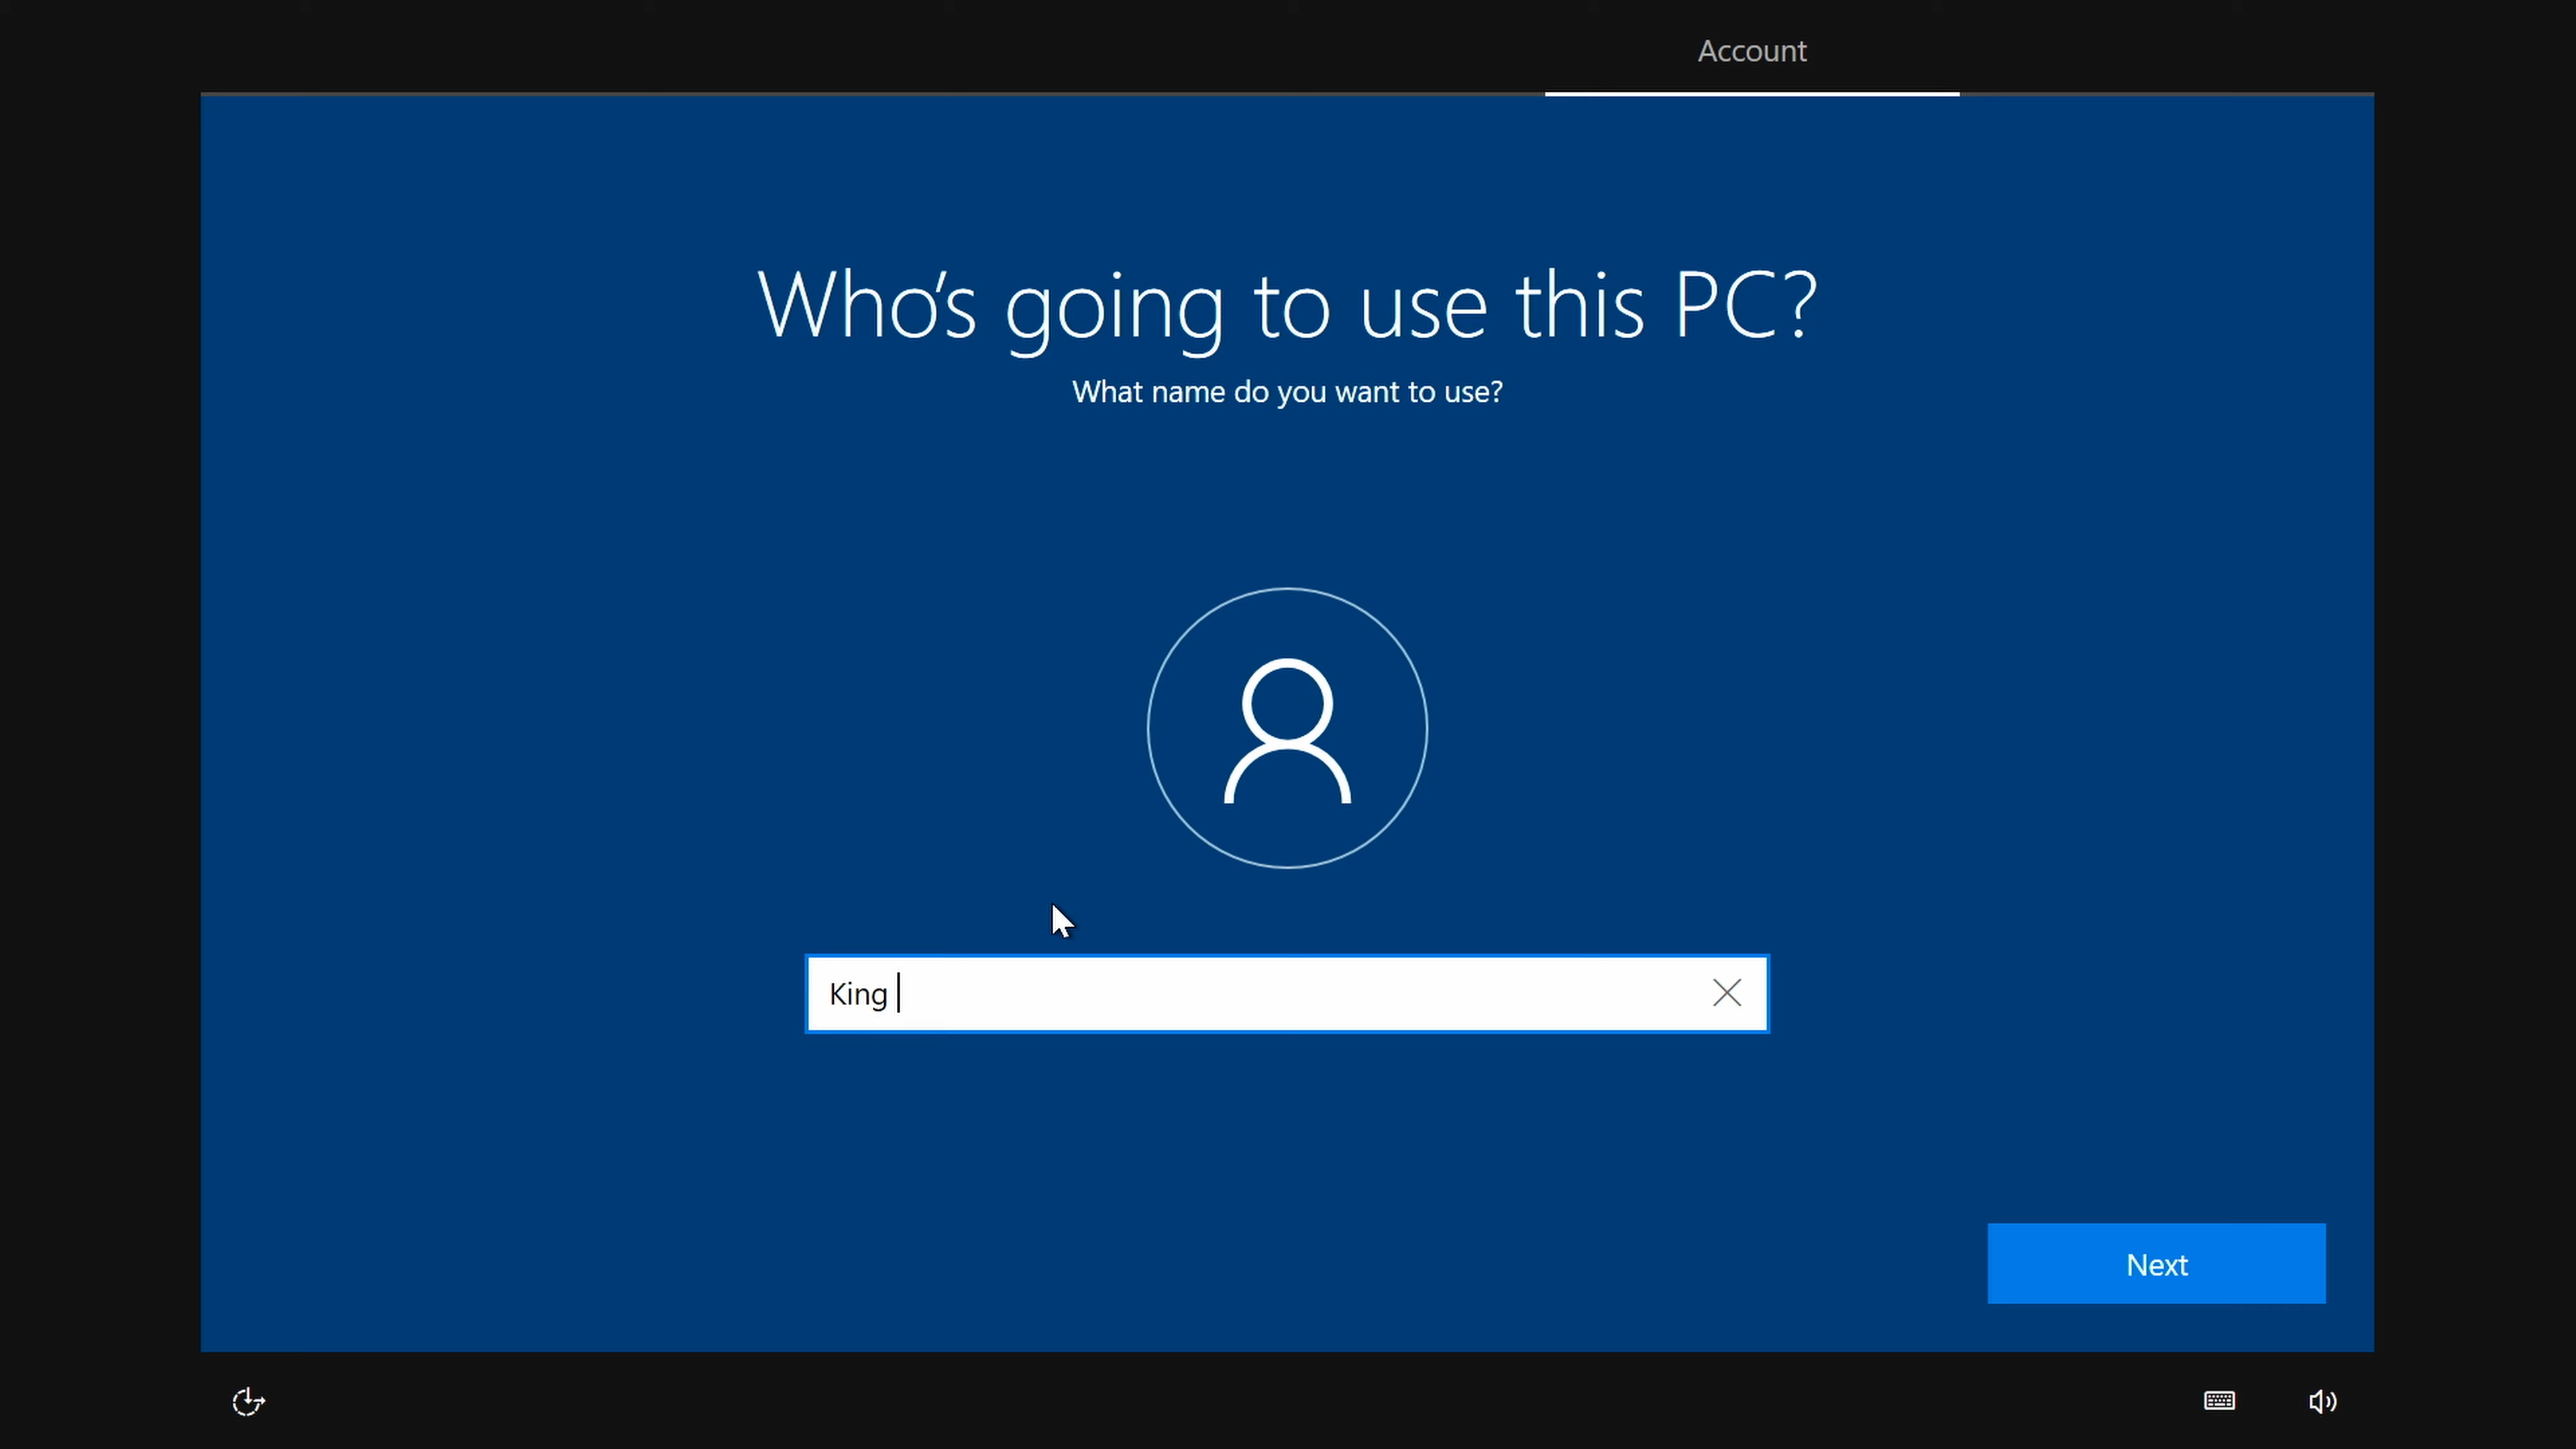 Account
Who's going to use this PC?
What name do you want to use?
King
Next